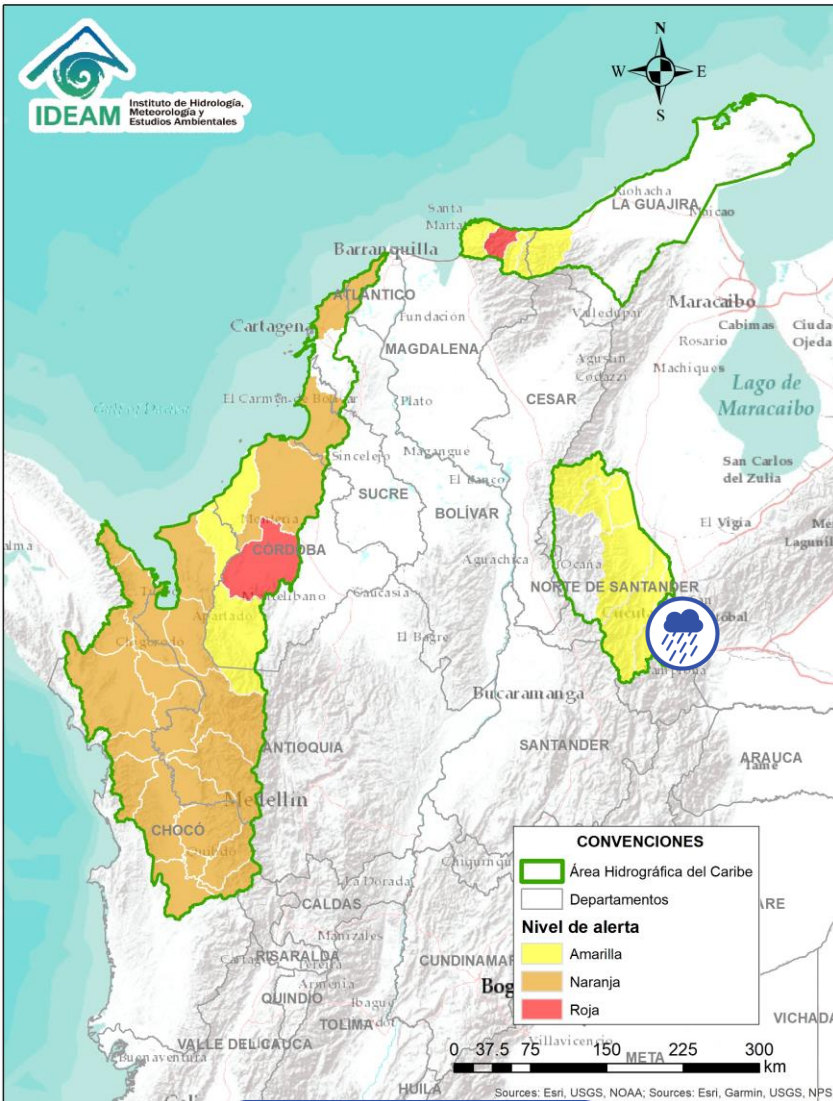 IDEAM
Instituto de Hidrología,
Meteorología y
Estudios Ambientales
N
W
E
S
Riohacha
LA GUAJIRA
Maicao
Santa
Marta
Barranquilla
ATLÁNTICO
Maracaibo
Cartagena
Fundación
Valledupar
Cabimas
Ciudad
Ojeda
Rosario
MAGDALENA
Agustín
Codazzi
Machiques
El Carmen de Bolívar
Plato
CESAR
Lago de
Maracaibo
Sincelejo
Magangué
El Banco
San Carlos
del Zulia
SUCRE
BOLÍVAR
Montería
El Vigía
CÓRDOBA
Aguachica
Ocaña
NORTE DE SANTANDER
Montelíbano
Caucasia
Turbo
Apartadó
Cúcuta
El Bagre
Chigorodó
Pamplona
Bucaramanga
ANTIOQUIA
SANTANDER
ARAUCA
Tame
Medellín
CHOCÓ
Quibdó
La Dorada
CALDAS
Manizales
RISARALDA
Pereira
CUNDINAMAR
Armenia
QUINDÍO
Ibagué
Bog
TOLIMA
VICHADA
VALLE DEL CAUCA
Villavicencio
Buenaventura
META
HUILA
CONVENCIONES
Área Hidrográfica del Caribe
Departamentos
Nivel de alerta
Amarilla
Naranja
Roja
0 37.5 75 150 225 300
km
Sources: Esri, USGS, NOAA; Sources: Esri, Garmin, USGS, NPS